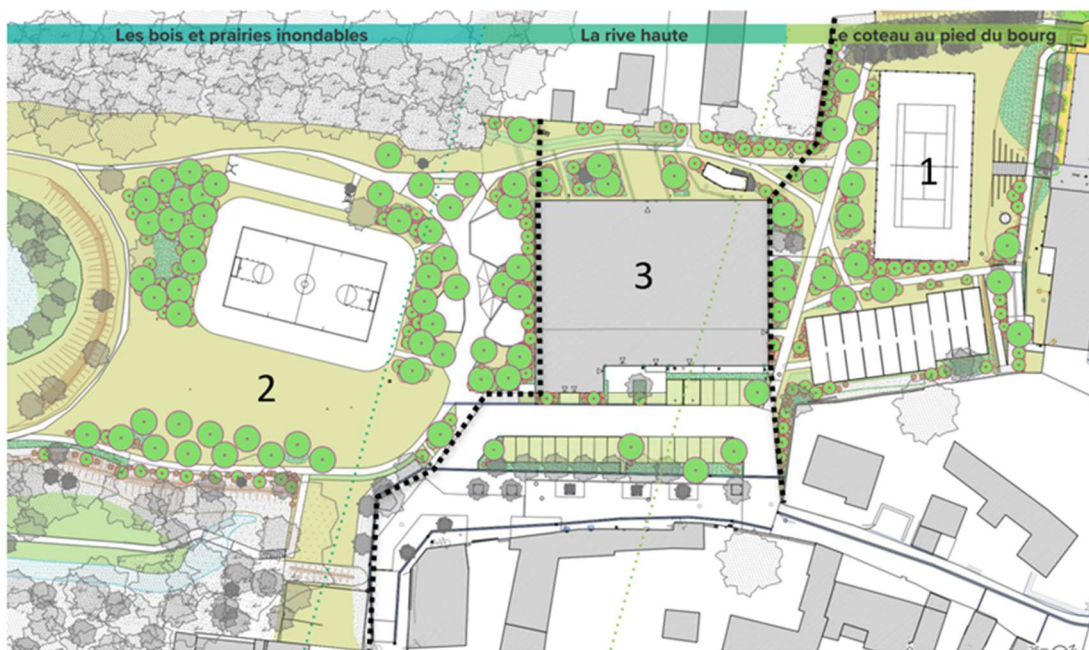 Les bois et prairies inondables
La rive haute
Le coteau au pied du bourg
1
3
2